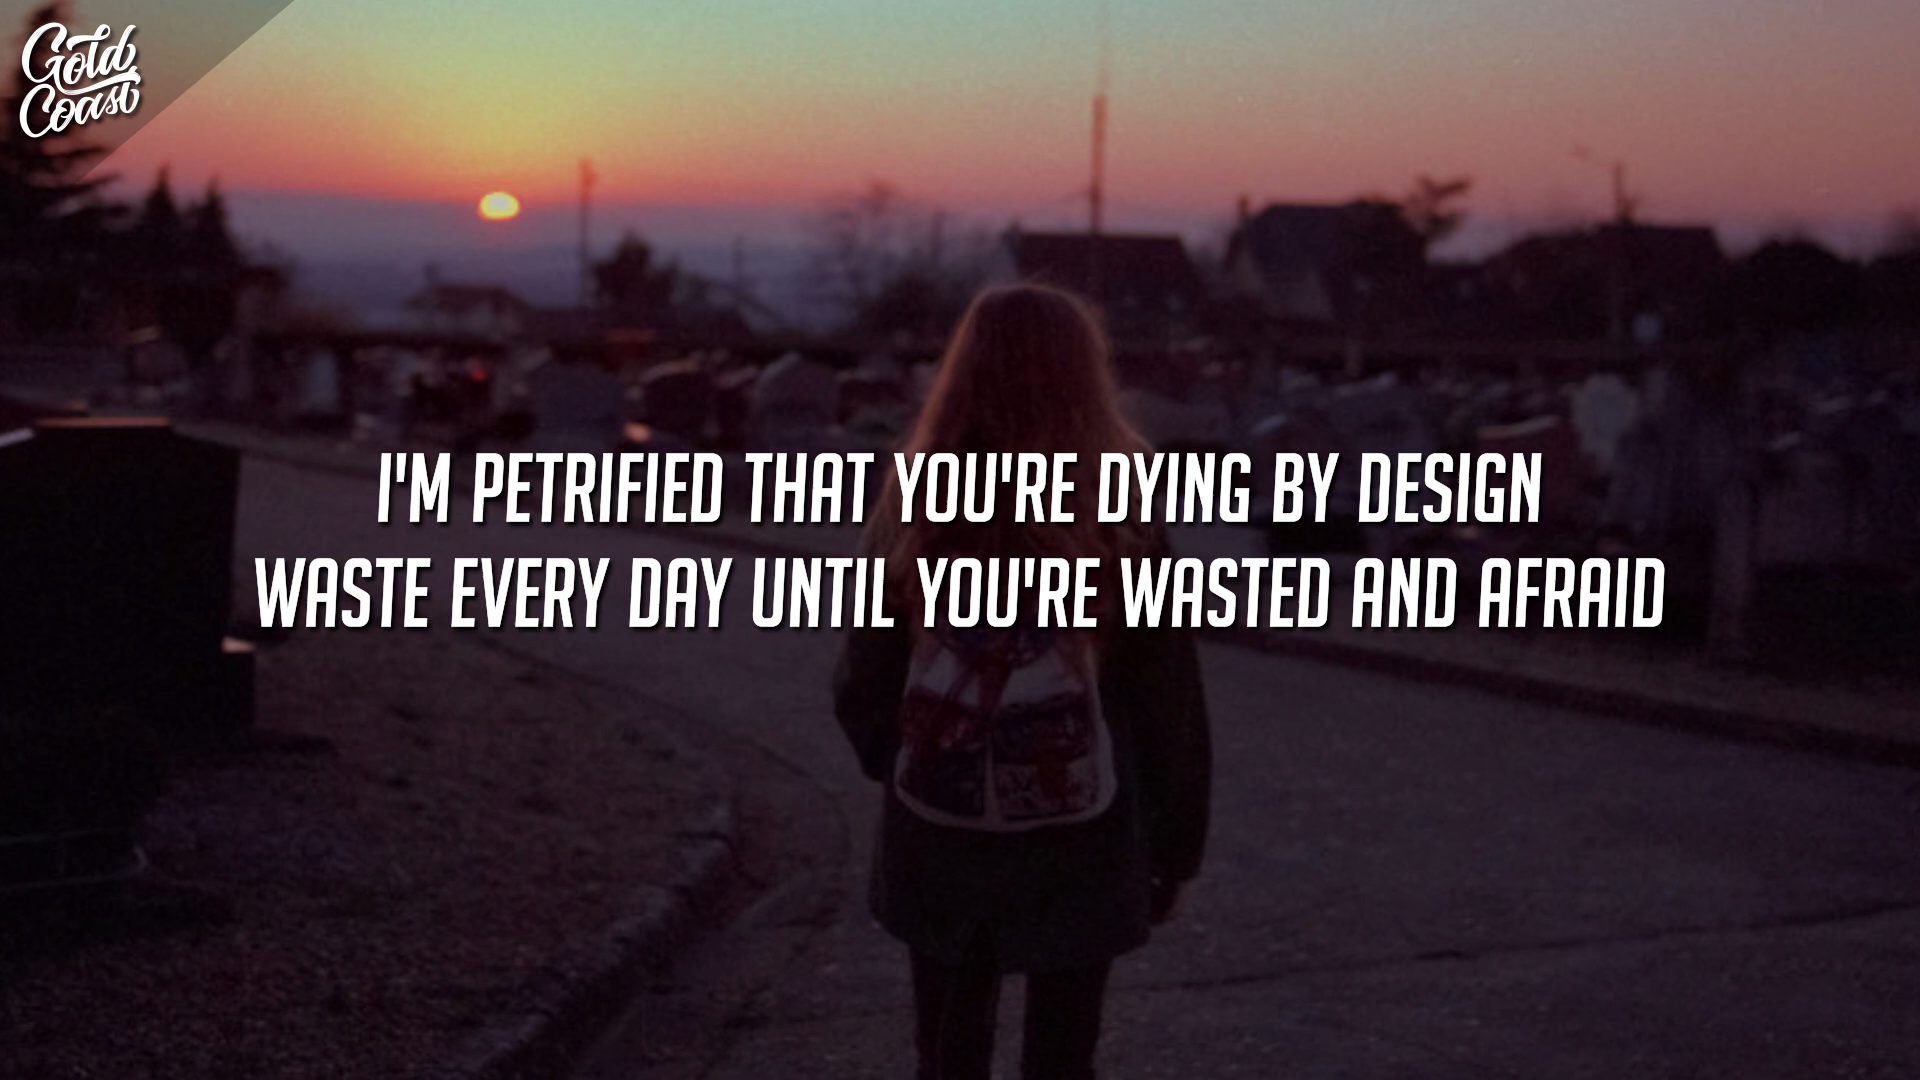 Gold
Coast
I'M PETRIFIED THAT YOU'RE DYING BY DESIGN
WASTE EVERY DAY UNTIL YOU'RE WASTED AND AFRAID